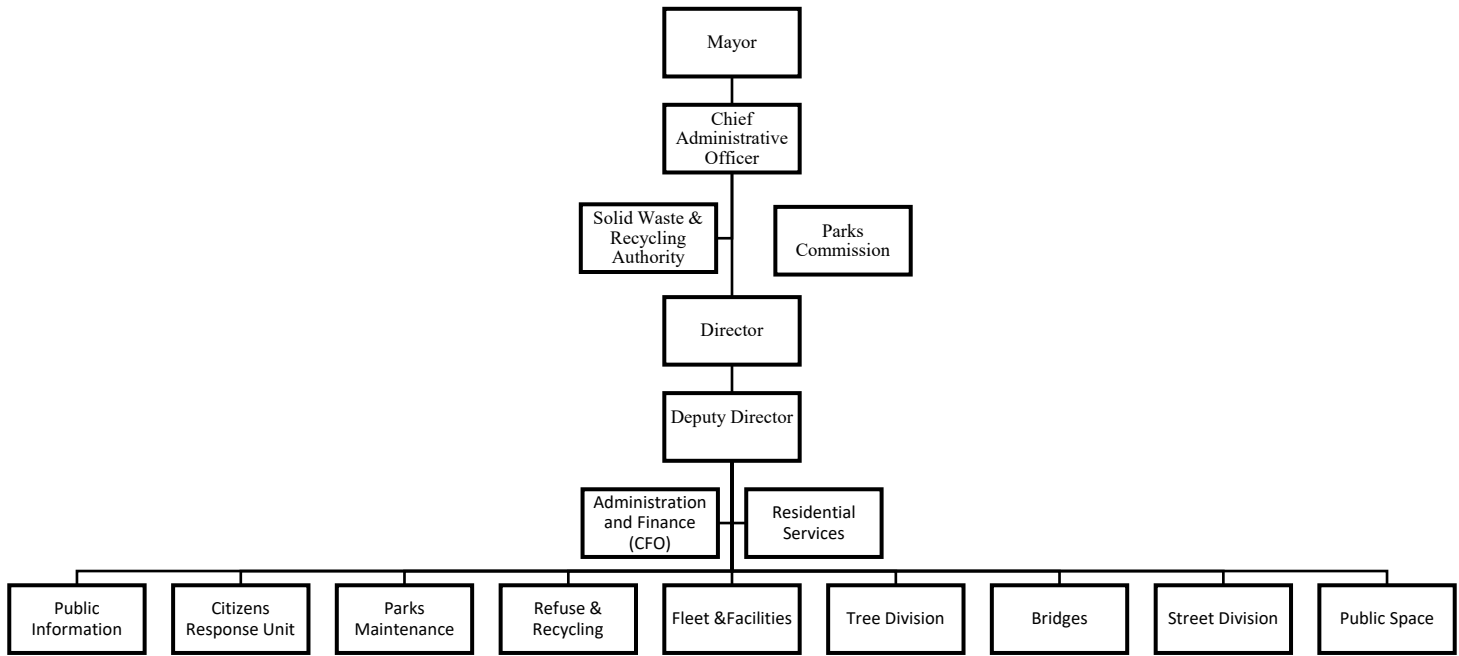 Mayor
Chief
Administrative
Officer
Solid Waste &
Recycling
Authority
Parks
Commission
Director
Deputy Director
Administration
and Finance
(CFO)
Residential
Services
Public
Information
Citizens
Response Unit
Parks
Maintenance
Refuse &
Recycling
Fleet &Facilities
Tree Division
Bridges
Street Division
Public Space